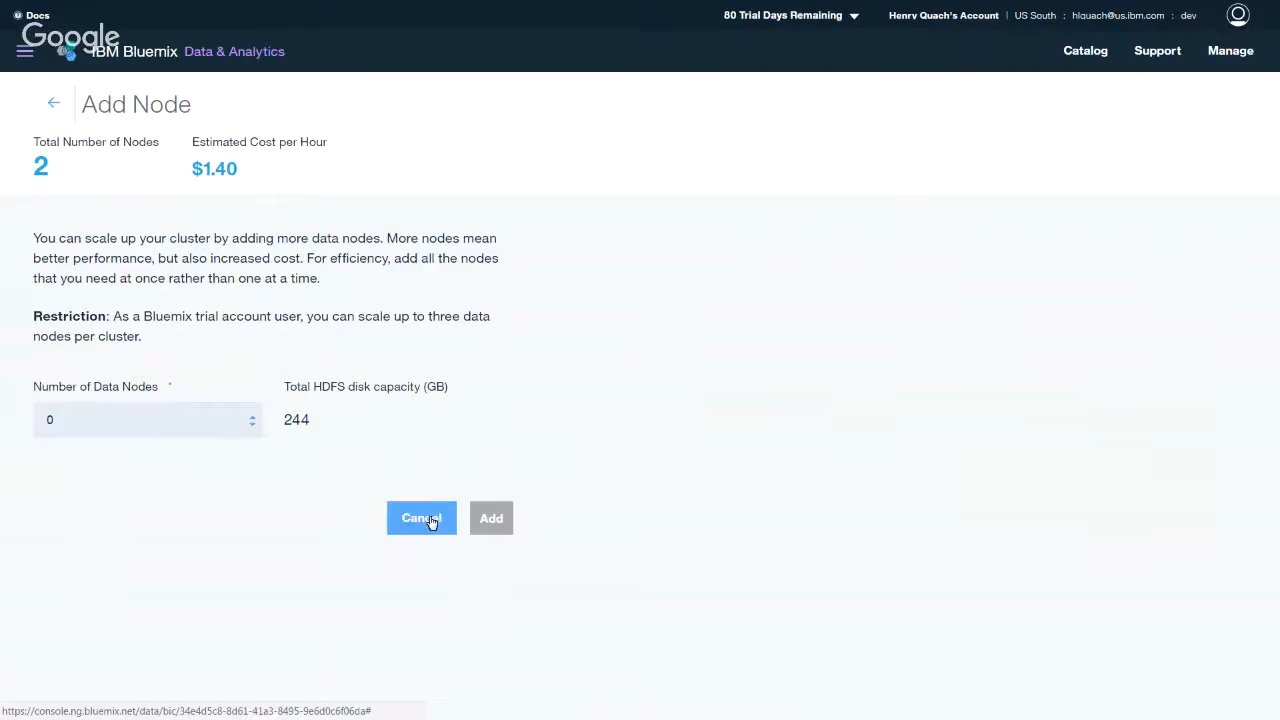 Docs
80 Trial Days Remaining
Henry Quach's Account | US South : hlquach@us.ibm.com : dev
Google
IBM Bluemix Data & Analytics
Catalog Support Manage
Add Node
Total Number of Nodes Estimated Cost per Hour
2 $1.40
You can scale up your cluster by adding more data nodes. More nodes mean
better performance, but also increased cost. For efficiency, add all the nodes
that you need at once rather than one at a time.
Restriction: As a Bluemix trial account user, you can scale up to three data
nodes per cluster.
Number of Data Nodes * Total HDFS disk capacity (GB)
0 244
Cancel Add
https://console.ng.bluemix.net/data/bic/34e4d5c8-8d61-41a3-8495-9e6d0c6f06da#